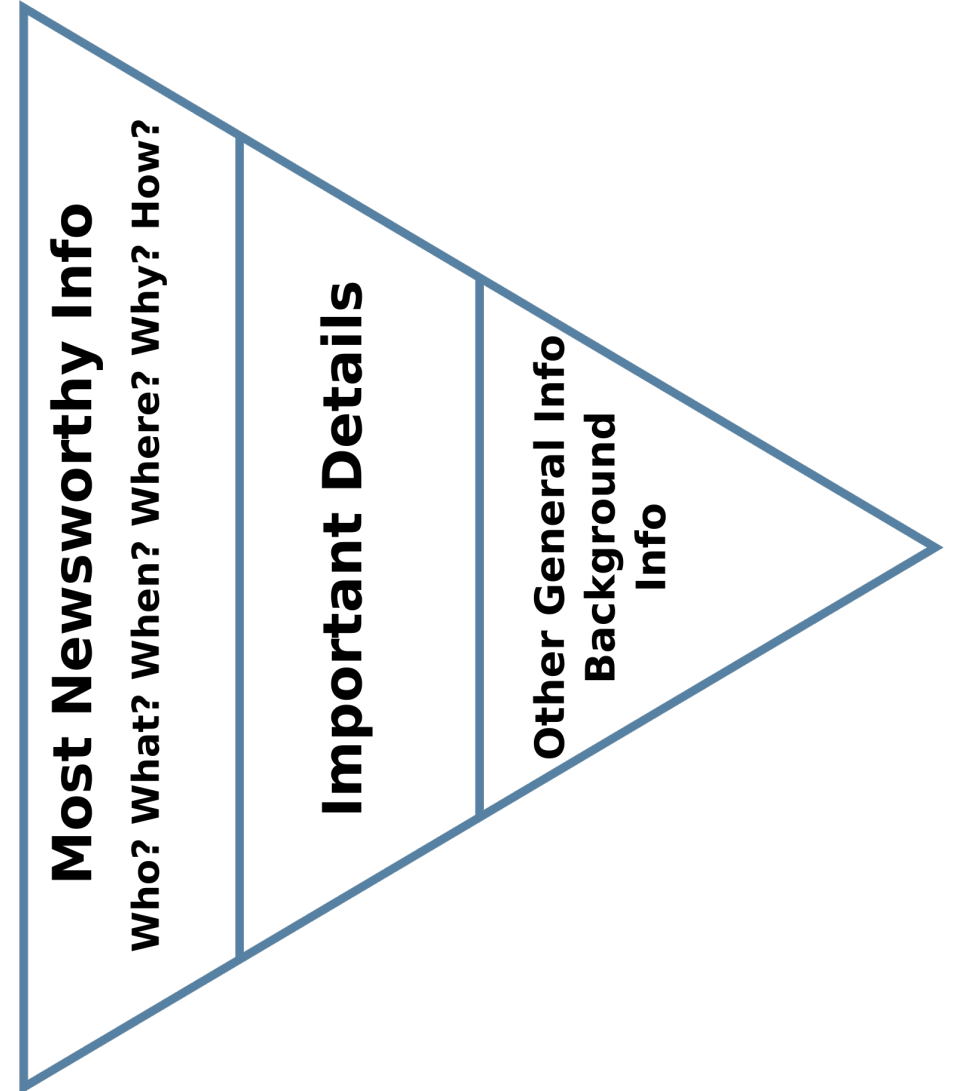 Most Newsworthy Info
Who? What? When? Where? Why? How?
Important Details
Other General Info
Background
Info